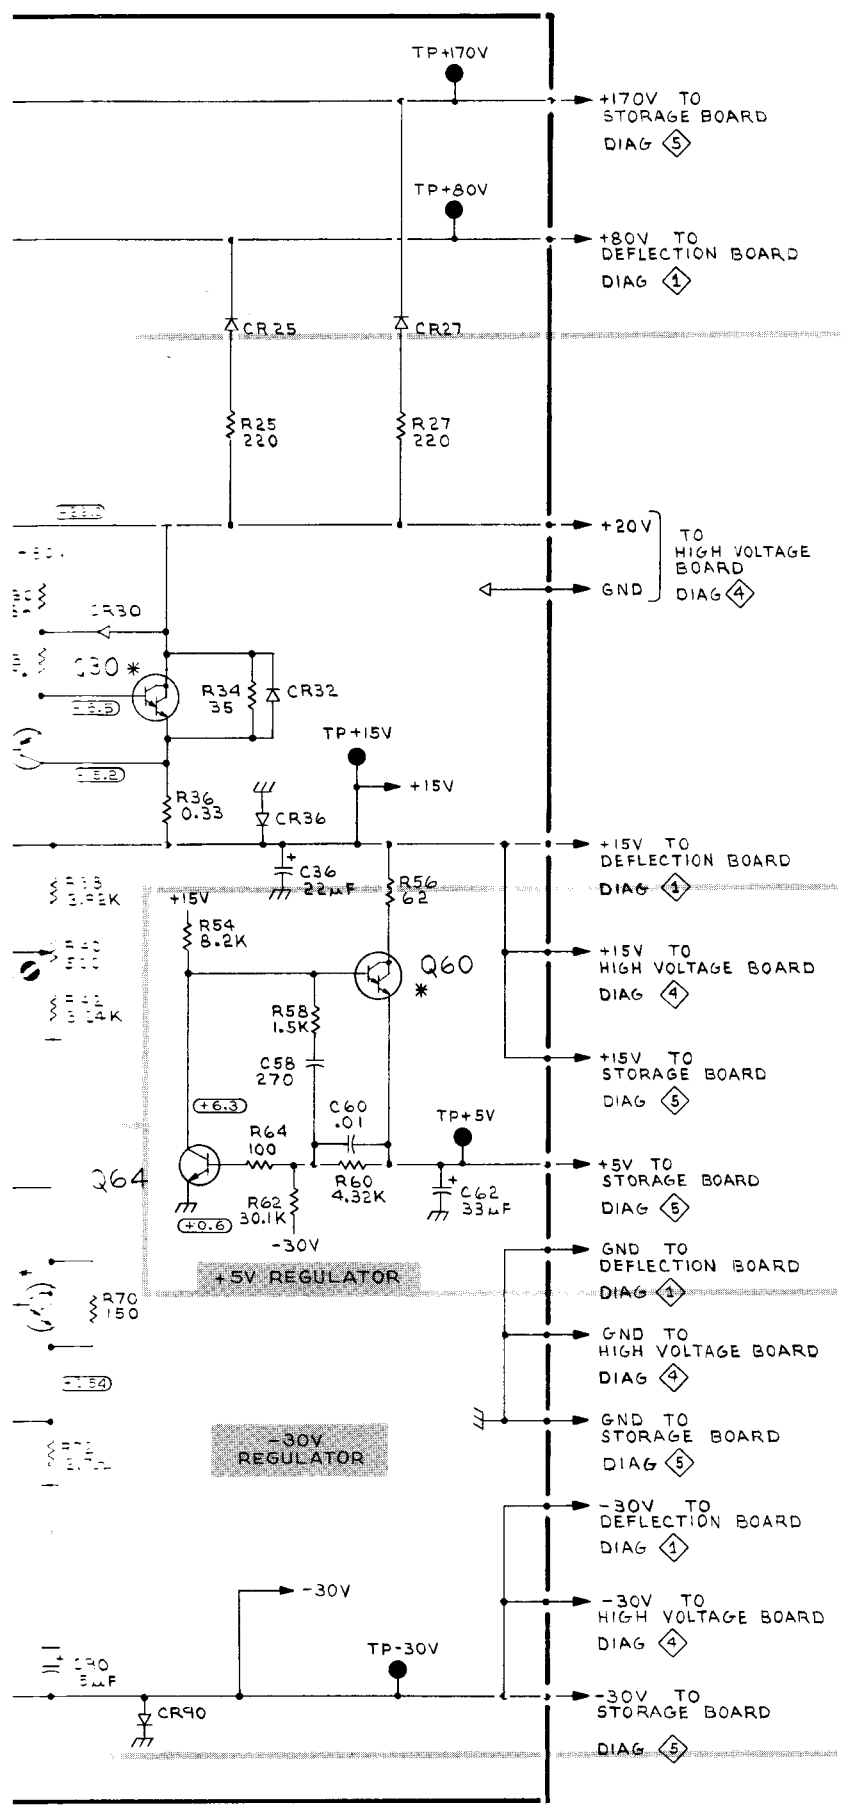 TP+170V
+170V TO
STORAGE BOARD
DIAG 5
TP+80V
+80V TO
DEFLECTION BOARD
DIAG 1
CR25
CR27
R25
220
R27
220
+20V
GND
TO
HIGH VOLTAGE
BOARD
DIAG 4
CR30
Q30 *
R34
35
CR32
TP+15V
+15V
R36
0.33
CR36
+15V TO
DEFLECTION BOARD
DIAG 1
C36
22µF
R56
62
+15V
R54
8.2K
Q60
*
+15V TO
HIGH VOLTAGE BOARD
DIAG 4
R58
1.5K
C58
270
+15V TO
STORAGE BOARD
DIAG 5
+6.3
C60
.01
TP+5V
R64
100
Q64
R60
4.32K
+5V TO
STORAGE BOARD
DIAG 5
C62
33µF
R62
30.1K
+0.6
-30V
+5V REGULATOR
GND TO
DEFLECTION BOARD
DIAG 1
R70
150
GND TO
HIGH VOLTAGE BOARD
DIAG 4
GND TO
STORAGE BOARD
DIAG 5
-30V
REGULATOR
-30V TO
DEFLECTION BOARD
DIAG 1
-30V
-30V TO
HIGH VOLTAGE BOARD
DIAG 4
TP-30V
CR90
-30V TO
STORAGE BOARD
DIAG 5